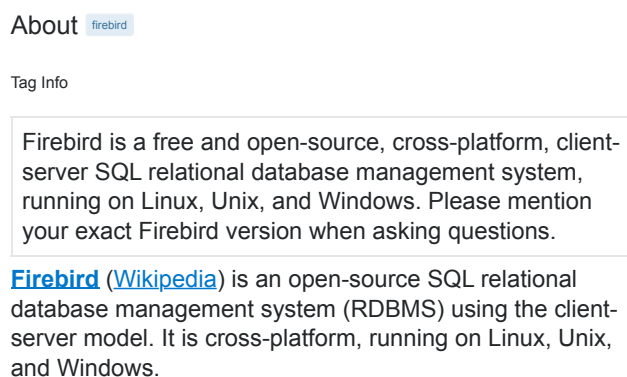 About firebird
Tag Info
Firebird is a free and open-source, cross-platform, client-
server SQL relational database management system,
running on Linux, Unix, and Windows. Please mention
your exact Firebird version when asking questions.
Firebird (Wikipedia) is an open-source SQL relational
database management system (RDBMS) using the client-
server model. It is cross-platform, running on Linux, Unix,
and Windows.